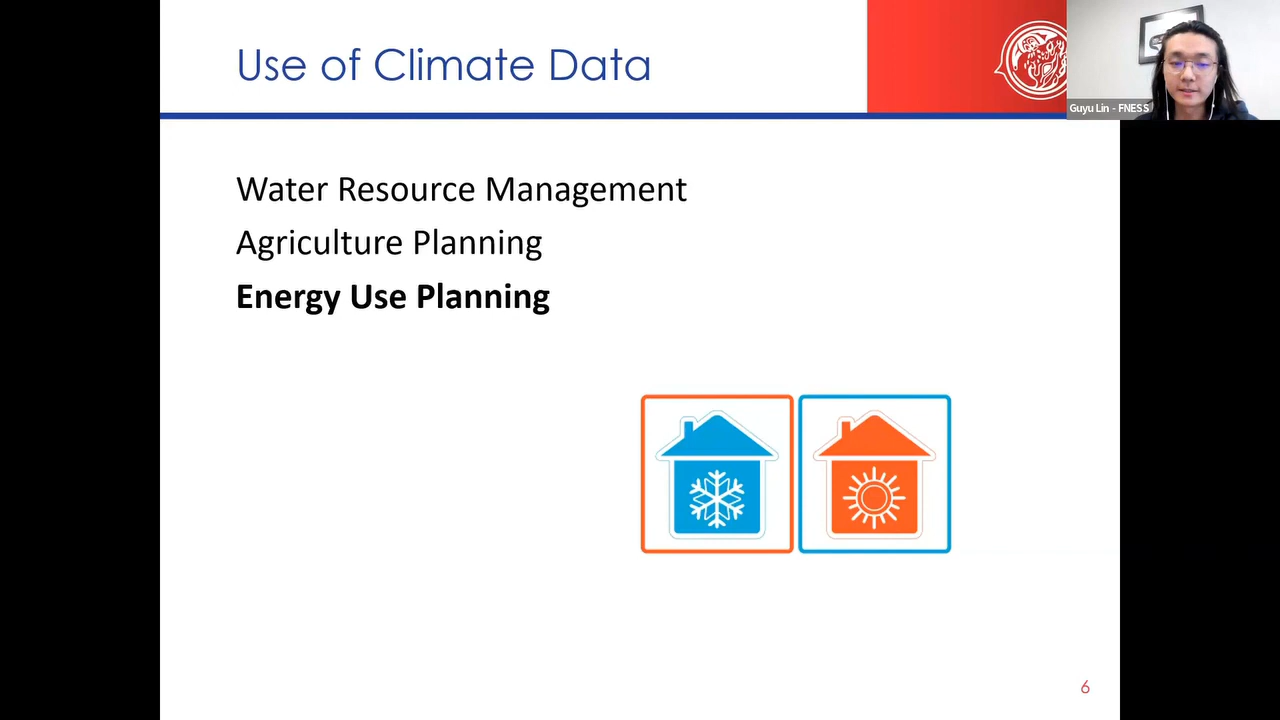 Use of Climate Data
Guyu Lin - FNESS
Water Resource Management
Agriculture Planning
Energy Use Planning
6